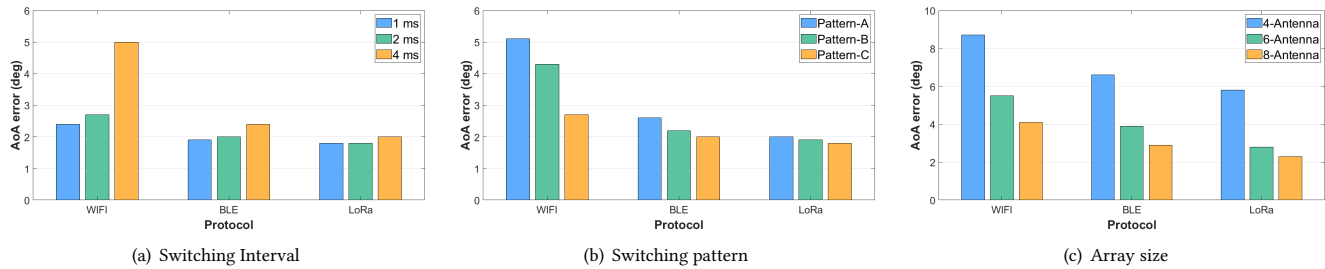 6
5
4
3
2
1
0
AoA error (deg)
1 ms
2 ms
4 ms
WIFI BLE LoRa
Protocol
(a) Switching Interval
6
5
4
3
2
1
0
AoA error (deg)
Pattern-A
Pattern-B
Pattern-C
WIFI BLE LoRa
Protocol
(b) Switching pattern
10
8
6
4
2
0
AoA error (deg)
4-Antenna
6-Antenna
8-Antenna
WIFI BLE LoRa
Protocol
(c) Array size